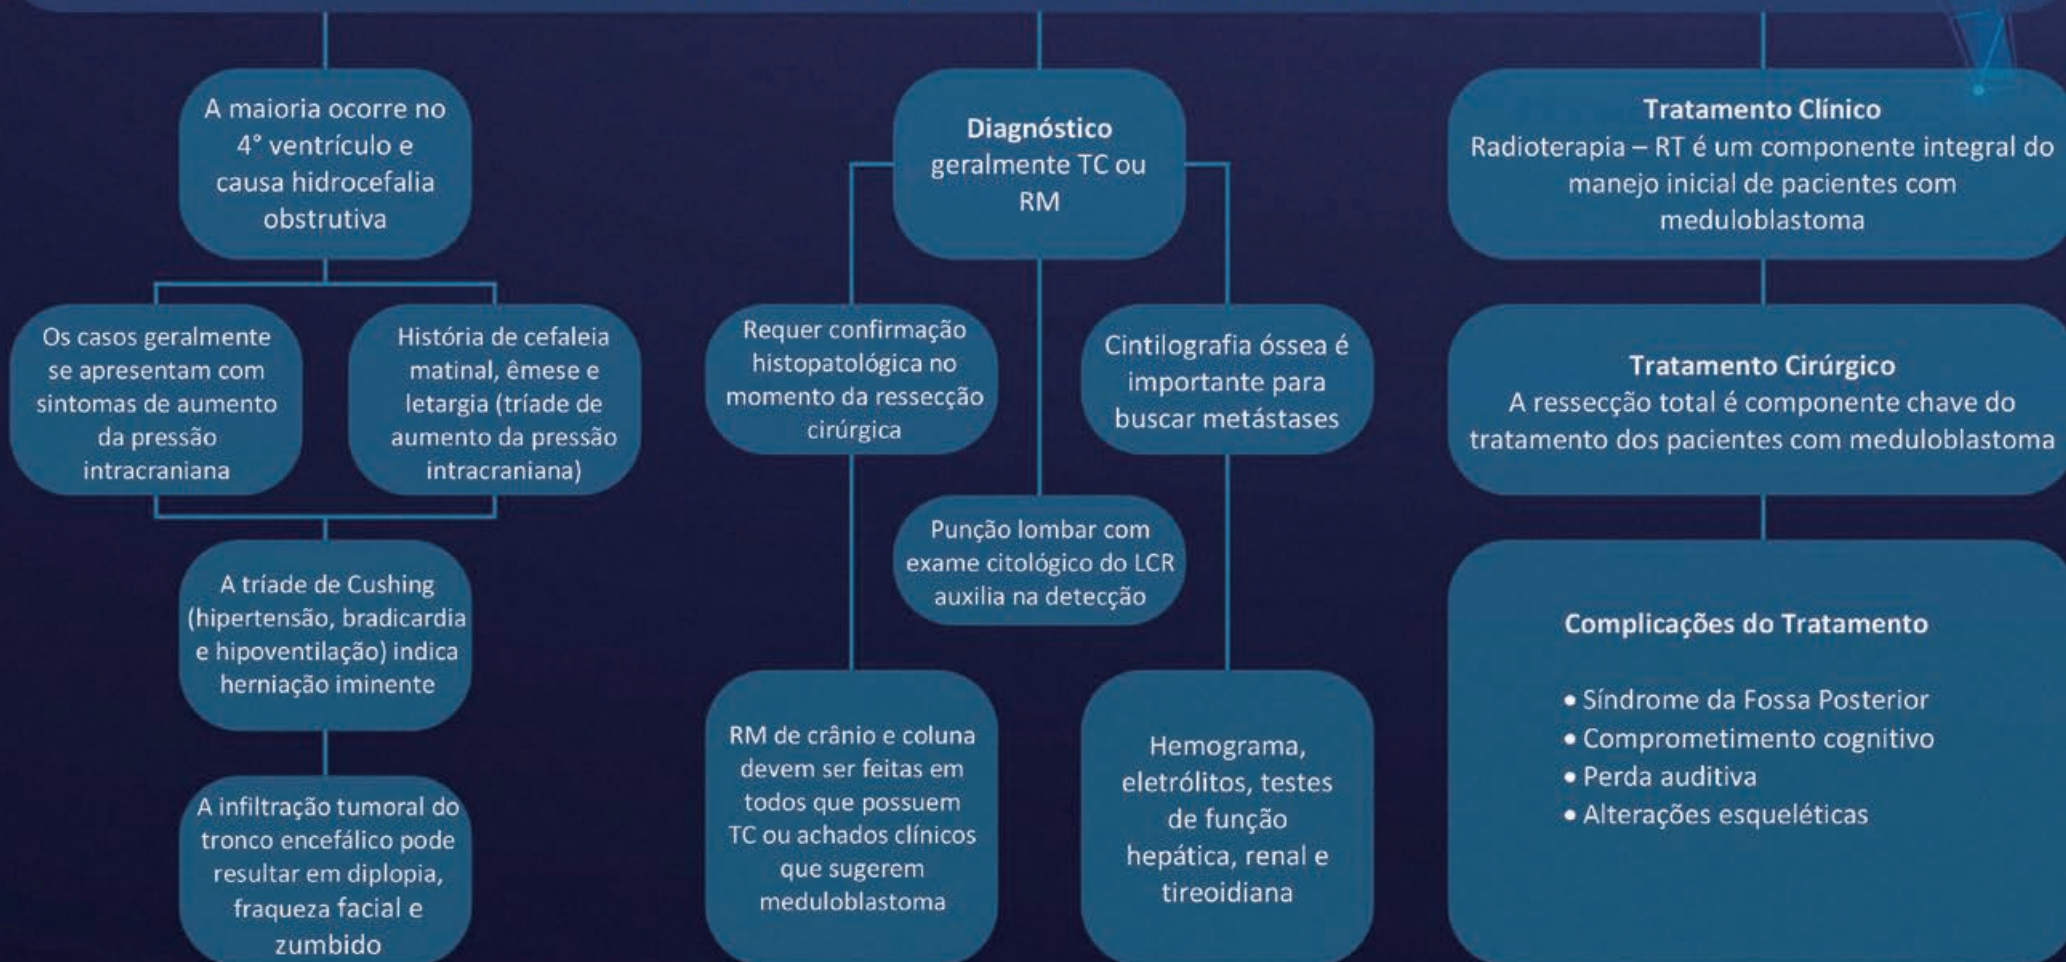 A maioria ocorre no
4° ventrículo e
causa hidrocefalia
obstrutiva
Os casos geralmente
se apresentam com
sintomas de aumento
da pressão
intracraniana
História de cefaleia
matinal, êmese e
letargia (tríade de
aumento da pressão
intracraniana)
A tríade de Cushing
(hipertensão, bradicardia
e hipoventilação) indica
herniação iminente
A infiltração tumoral do
tronco encefálico pode
resultar em diplopia,
fraqueza facial e
zumbido
Diagnóstico
geralmente TC ou
RM
Requer confirmação
histopatológica no
momento da ressecção
cirúrgica
Cintilografia óssea é
importante para
buscar metástases
Punção lombar com
exame citológico do LCR
auxilia na detecção
RM de crânio e coluna
devem ser feitas em
todos que possuem
TC ou achados clínicos
que sugerem
meduloblastoma
Hemograma,
eletrólitos, testes
de função
hepática, renal e
tireoidiana
Tratamento Clínico
Radioterapia – RT é um componente integral do
manejo inicial de pacientes com
meduloblastoma
Tratamento Cirúrgico
A ressecção total é componente chave do
tratamento dos pacientes com meduloblastoma
Complicações do Tratamento
• Síndrome da Fossa Posterior
• Comprometimento cognitivo
• Perda auditiva
• Alterações esqueléticas